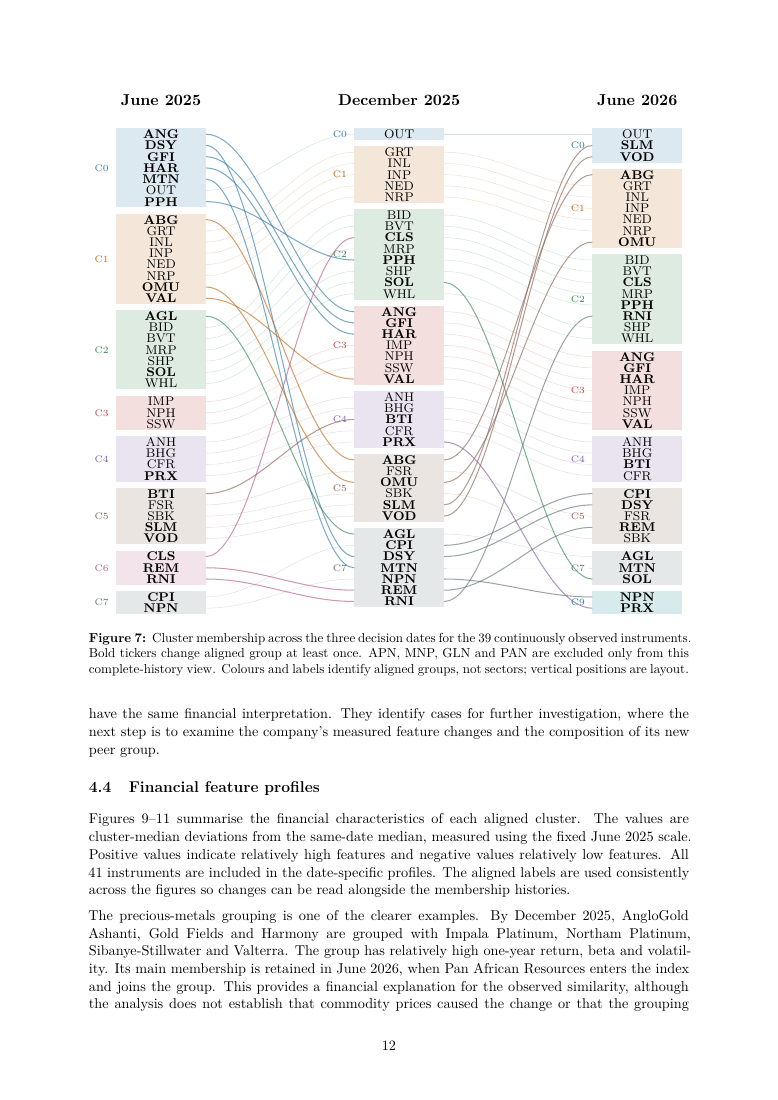 June 2025 December 2025 June 2026
C0
ANG
DSY
GFI
HAR
MTN
OUT
PPH
C1
ABG
GRT
INL
INP
NED
NRP
OMU
VAL
C2
AGL
BID
BVT
MRP
SHP
SOL
WHL
C3
IMP
NPH
SSW
C4
ANH
BHG
CFR
PRX
C5
BTI
FSR
SBK
SLM
VOD
C6
CLS
REM
RNI
C7
CPI
NPN
C0
OUT
C1
GRT
INL
INP
NED
NRP
C2
BID
BVT
CLS
MRP
PPH
SHP
SOL
WHL
C3
ANG
GFI
HAR
IMP
NPH
SSW
VAL
C4
ANH
BHG
BTI
CFR
PRX
C5
ABG
FSR
OMU
SBK
SLM
VOD
C7
AGL
CPI
DSY
MTN
NPN
REM
RNI
C0
OUT
SLM
VOD
C1
ABG
GRT
INL
INP
NED
NRP
OMU
C2
BID
BVT
CLS
MRP
PPH
RNI
SHP
WHL
C3
ANG
GFI
HAR
IMP
NPH
SSW
VAL
C4
ANH
BHG
BTI
CFR
C5
CPI
DSY
FSR
REM
SBK
C7
AGL
MTN
SOL
C9
NPN
PRX
Figure 7: Cluster membership across the three decision dates for the 39 continuously observed instruments.
Bold tickers change aligned group at least once. APN, MNP, GLN and PAN are excluded only from this
complete-history view. Colours and labels identify aligned groups, not sectors; vertical positions are layout.
have the same financial interpretation. They identify cases for further investigation, where the
next step is to examine the company's measured feature changes and the composition of its new
peer group.
4.4 Financial feature profiles
Figures 9–11 summarise the financial characteristics of each aligned cluster. The values are
cluster-median deviations from the same-date median, measured using the fixed June 2025 scale.
Positive values indicate relatively high features and negative values relatively low features. All
41 instruments are included in the date-specific profiles. The aligned labels are used consistently
across the figures so changes can be read alongside the membership histories.
The precious-metals grouping is one of the clearer examples. By December 2025, AngloGold
Ashanti, Gold Fields and Harmony are grouped with Impala Platinum, Northam Platinum,
Sibanye-Stillwater and Valterra. The group has relatively high one-year return, beta and volatil-
ity. Its main membership is retained in June 2026, when Pan African Resources enters the index
and joins the group. This provides a financial explanation for the observed similarity, although
the analysis does not establish that commodity prices caused the change or that the grouping
12